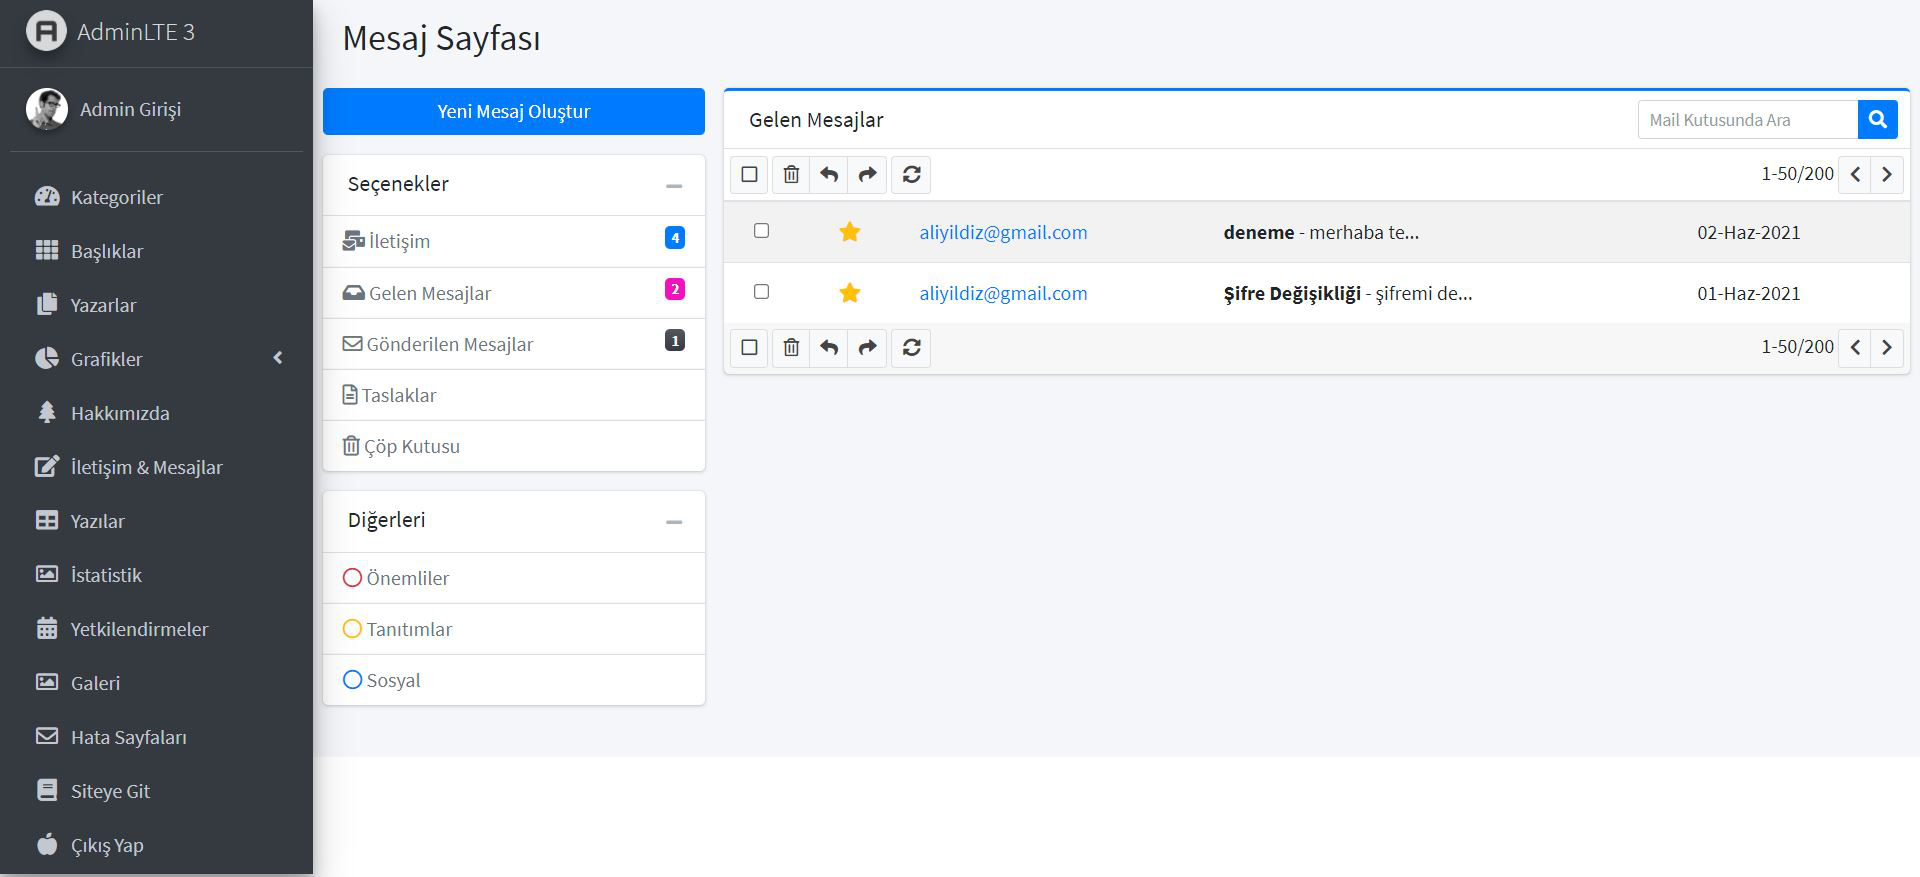 AdminLTE 3
Admin Girişi
Kategoriler
Başlıklar
Yazarlar
Grafikler
Hakkımızda
İletişim & Mesajlar
Yazılar
İstatistik
Yetkilendirmeler
Galeri
Hata Sayfaları
Siteye Git
Çıkış Yap
Mesaj Sayfası
Yeni Mesaj Oluştur
Seçenekler
İletişim 4
Gelen Mesajlar 2
Gönderilen Mesajlar 1
Taslaklar
Çöp Kutusu
Diğerleri
Önemliler
Tanıtımlar
Sosyal
Gelen Mesajlar
Mail Kutusunda Ara
1-50/200
aliyildiz@gmail.com deneme - merhaba te... 02-Haz-2021
aliyildiz@gmail.com Şifre Değişikliği - şifremi de... 01-Haz-2021
1-50/200